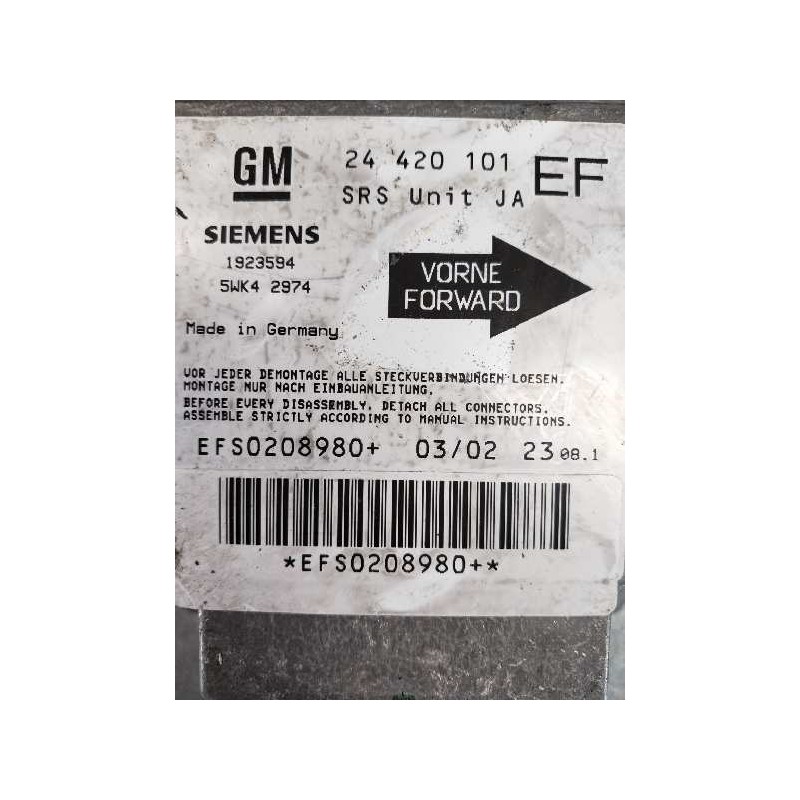 GM 24 420 101 EF
SRS Unit JA
SIEMENS
1923594
5WK4 2974
VORNE
FORWARD
Made in Germany
VOR JEDER DEMONTAGE ALLE STECKVERBINDUNGEN LOESEN.
MONTAGE NUR NACH EINBAUANLEITUNG.
BEFORE EVERY DISASSEMBLY, DETACH ALL CONNECTORS.
ASSEMBLE STRICTLY ACCORDING TO MANUAL INSTRUCTIONS.
EFS0208980+ 03/02 23 08.1
*EFS0208980+*